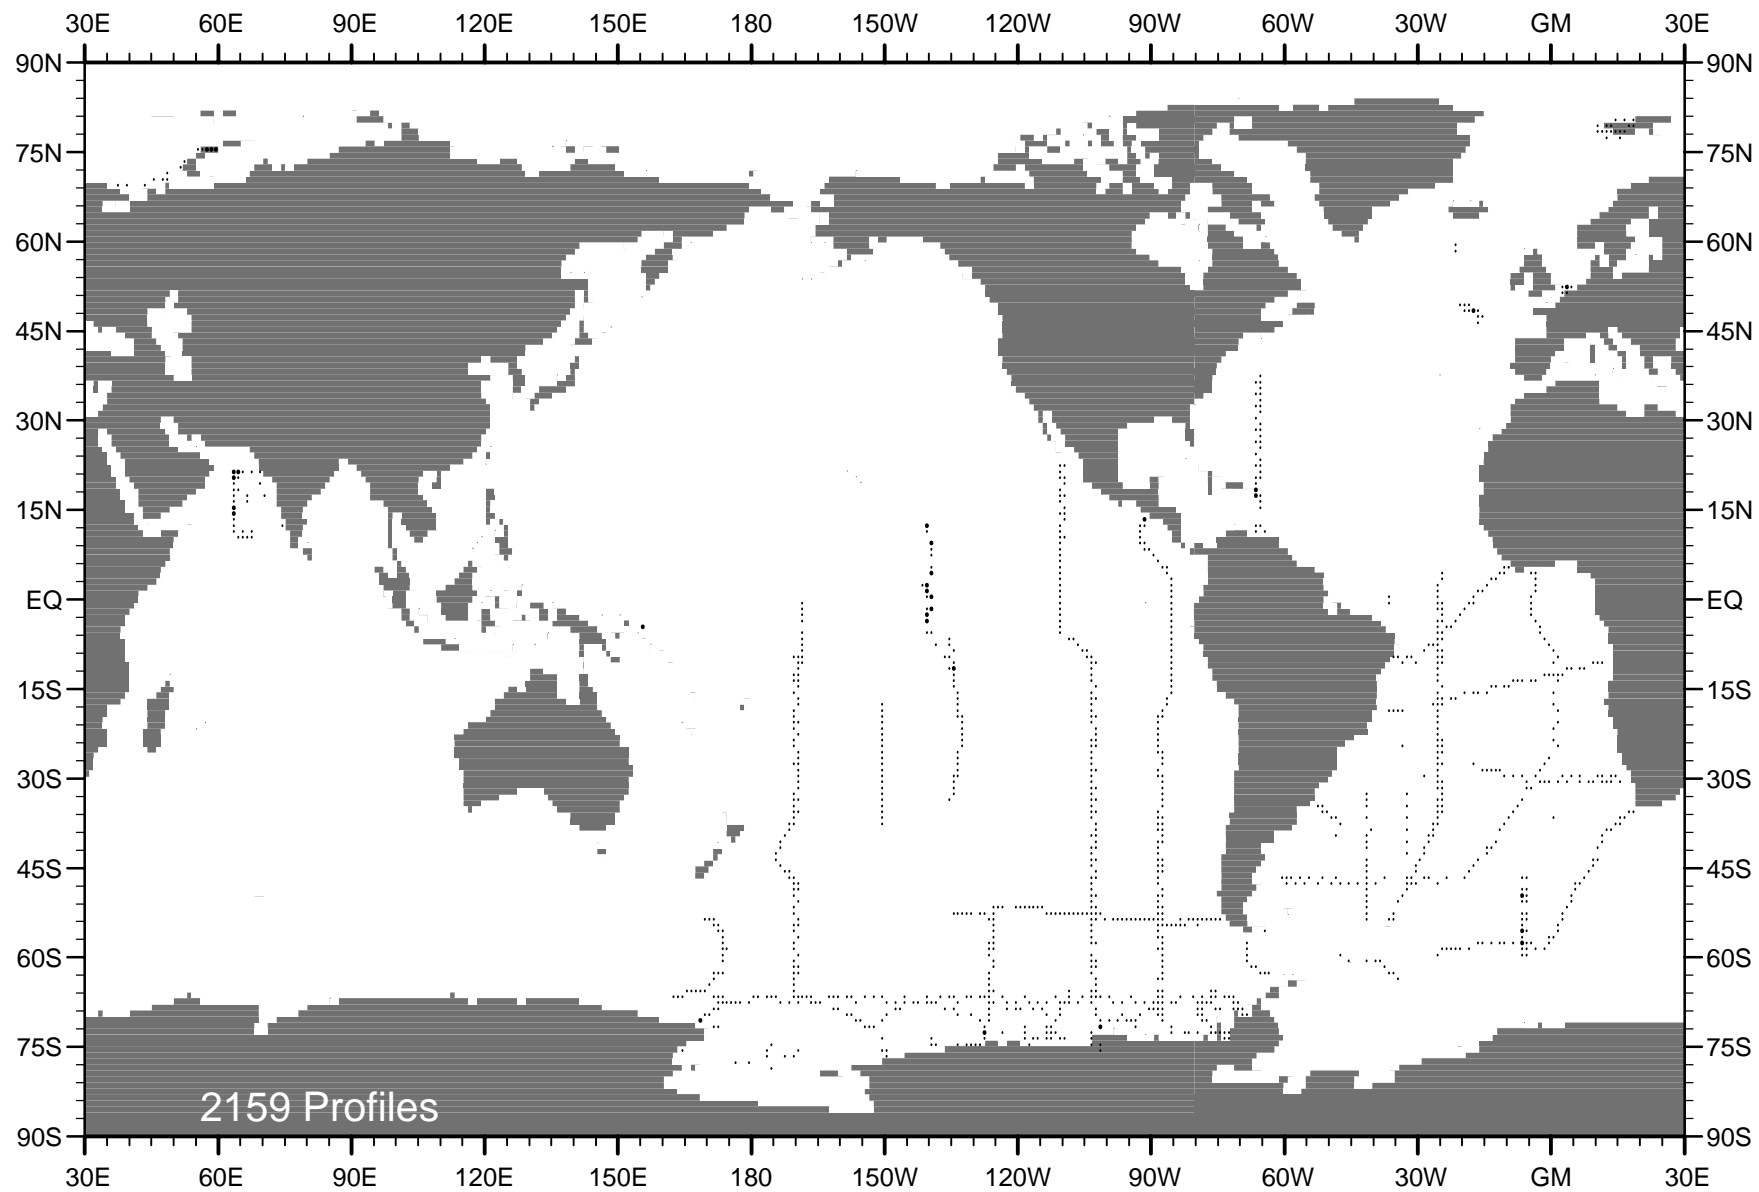 30E 60E 90E 120E 150E 180 150W 120W 90W 60W 30W GM 30E
90N 90N
75N 75N
60N 60N
45N 45N
30N 30N
15N 15N
EQ EQ
15S 15S
30S 30S
45S 45S
60S 60S
75S 75S
2159 Profiles
90S 90S
30E 60E 90E 120E 150E 180 150W 120W 90W 60W 30W GM 30E